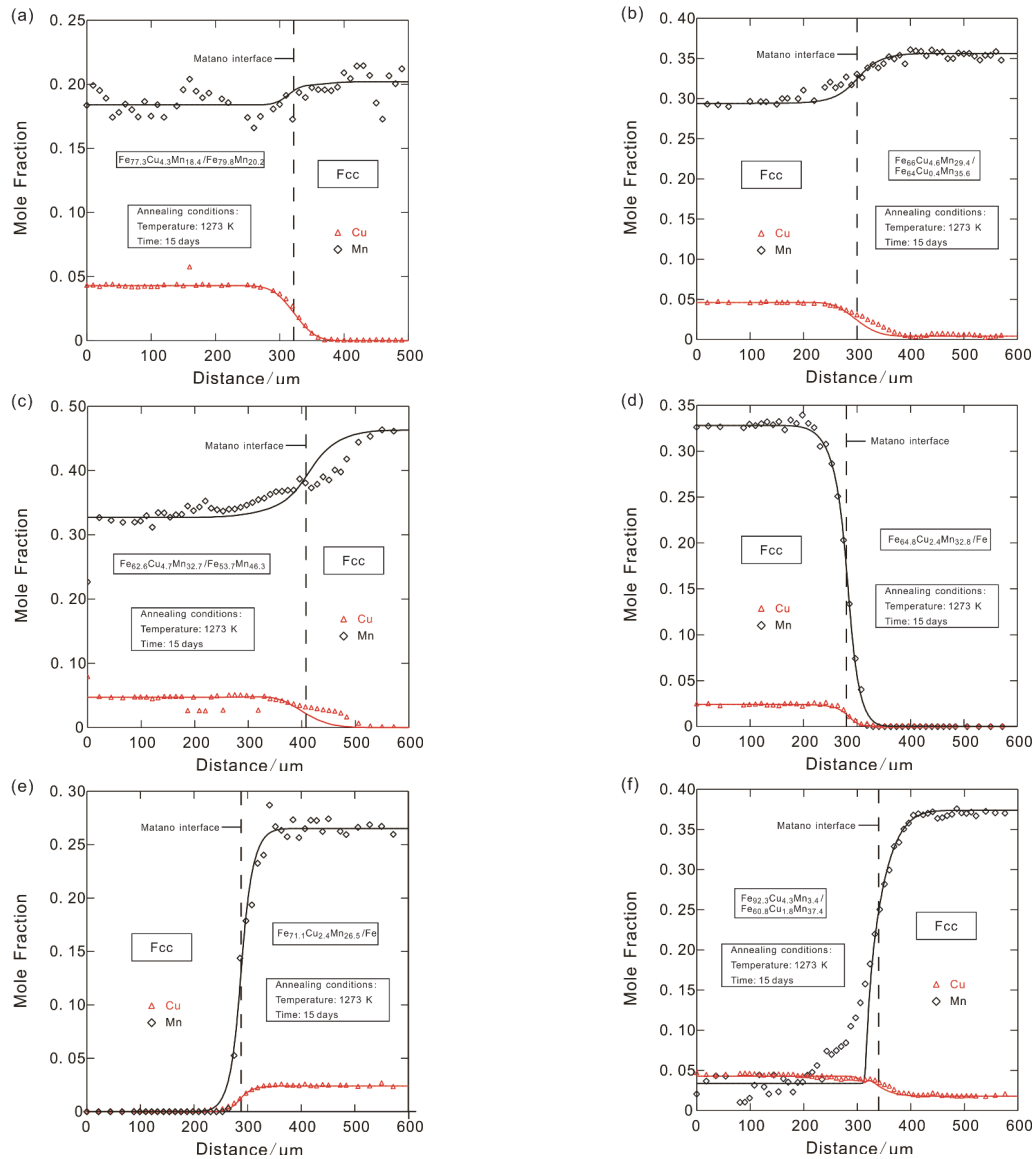 (a)
0.25
0.20
0.15
0.10
0.05
0
Mole Fraction
Matano interface
Fe77.3Cu4.3Mn18.4/Fe79.8Mn20.2
Fcc
Annealing conditions:
Temperature: 1273 K
Time: 15 days
Cu
Mn
0 100 200 300 400 500
Distance/μm
(b)
0.40
0.35
0.30
0.25
0.20
0.15
0.10
0.05
0
Mole Fraction
Matano interface
Fcc
Fe66Cu4.6Mn29.4/
Fe64Cu0.4Mn35.6
Annealing conditions:
Temperature: 1273 K
Time: 15 days
Cu
Mn
0 100 200 300 400 500 600
Distance/μm
(c)
0.50
0.40
0.30
0.20
0.10
0
Mole Fraction
Matano interface
Fe62.6Cu4.7Mn32.7/Fe53.7Mn46.3
Fcc
Annealing conditions:
Temperature: 1273 K
Time: 15 days
Cu
Mn
0 100 200 300 400 500 600
Distance/μm
(d)
0.35
0.30
0.25
0.20
0.15
0.10
0.05
0
Mole Fraction
Matano interface
Fcc
Fe64.8Cu2.4Mn32.8/Fe
Annealing conditions:
Temperature: 1273 K
Time: 15 days
Cu
Mn
0 100 200 300 400 500 600
Distance/μm
(e)
0.30
0.25
0.20
0.15
0.10
0.05
0
Mole Fraction
Matano interface
Fcc
Fe71.1Cu2.4Mn26.5/Fe
Annealing conditions:
Temperature: 1273 K
Time: 15 days
Cu
Mn
0 100 200 300 400 500 600
Distance/μm
(f)
0.40
0.35
0.30
0.25
0.20
0.15
0.10
0.05
0
Mole Fraction
Matano interface
Fe92.3Cu4.3Mn3.4/
Fe60.8Cu1.8Mn37.4
Fcc
Annealing conditions:
Temperature: 1273 K
Time: 15 days
Cu
Mn
0 100 200 300 400 500 600
Distance/μm